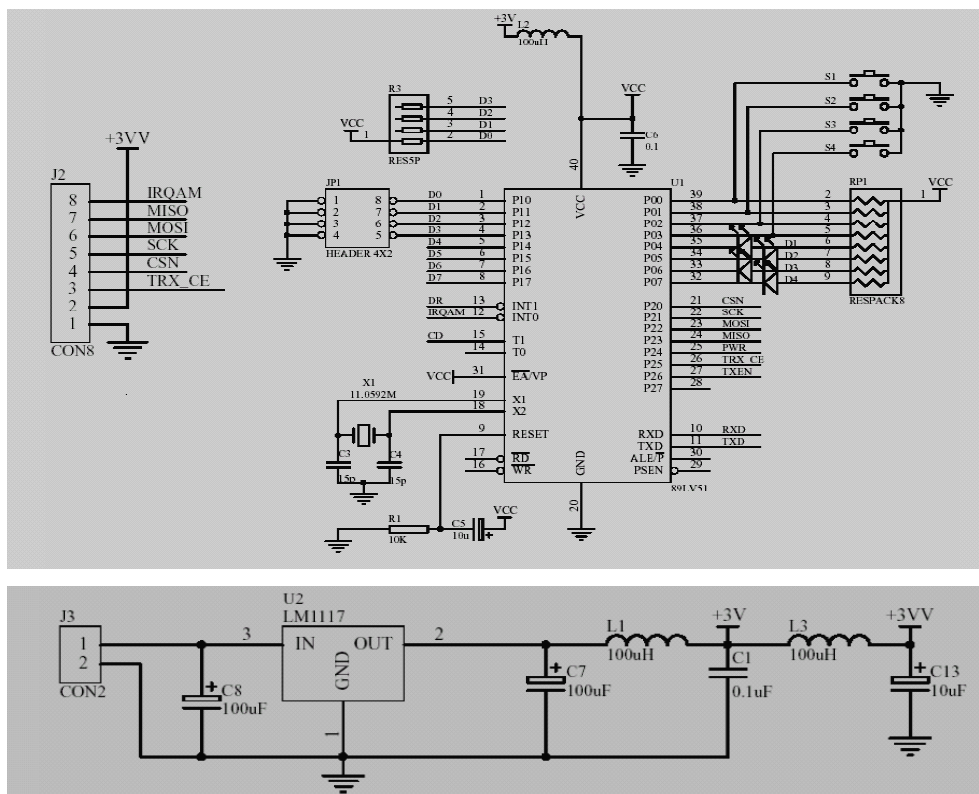 +3V
L2
100uH
R3
VCC
1
5 D3
4 D2
3 D1
2 D0
RES5P
VCC
C6
0.1
S1
S2
S3
S4
+3VV
J2
8 IRQAM
7 MISO
6 MOSI
5 SCK
4 CSN
3 TRX_CE
2
1
CON8
JP1
1 8
2 7
3 6
4 5
HEADER 4X2
D0 1 P10
D1 2 P11
D2 3 P12
D3 4 P13
D4 5 P14
D5 6 P15
D6 7 P16
D7 8 P17
DR 13 INT1
IRQAM 12 INT0
CD 15 T1
14 T0
VCC 31 EA/VP
X1
11.0592M
19 X1
18 X2
9 RESET
17 RD
16 WR
C3
15p
C4
15p
R1
10K
C5
10u
VCC
40
VCC
U1
P00 39
P01 38
P02 37
P03 36
P04 35
P05 34
P06 33
P07 32
P20 21 CSN
P21 22 SCK
P22 23 MOSI
P23 24 MISO
P24 25 PWR
P25 26 TRX_CE
P26 27 TXEN
P27 28
RXD 10 RXD
TXD 11 TXD
ALE/P 30
PSEN 29
GND
20
89LV51
D1
D2
D3
D4
RP1
VCC
2
3
4
5
6
7
8
9
1
RESPACK8
J3
1
2
CON2
C8
100uF
U2
LM1117
3 IN OUT 2
GND
1
C7
100uF
L1
100uH
+3V
C1
0.1uF
L3
100uH
+3VV
C13
10uF